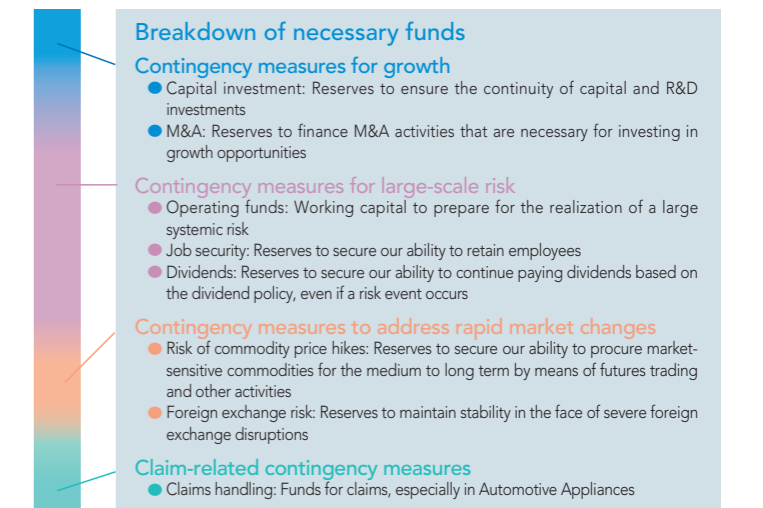 Breakdown of necessary funds
Contingency measures for growth
● Capital investment: Reserves to ensure the continuity of capital and R&D
investments
● M&A: Reserves to finance M&A activities that are necessary for investing in
growth opportunities
Contingency measures for large-scale risk
● Operating funds: Working capital to prepare for the realization of a large
systemic risk
● Job security: Reserves to secure our ability to retain employees
● Dividends: Reserves to secure our ability to continue paying dividends based on
the dividend policy, even if a risk event occurs
Contingency measures to address rapid market changes
● Risk of commodity price hikes: Reserves to secure our ability to procure market-
sensitive commodities for the medium to long term by means of futures trading
and other activities
● Foreign exchange risk: Reserves to maintain stability in the face of severe foreign
exchange disruptions
Claim-related contingency measures
● Claims handling: Funds for claims, especially in Automotive Appliances